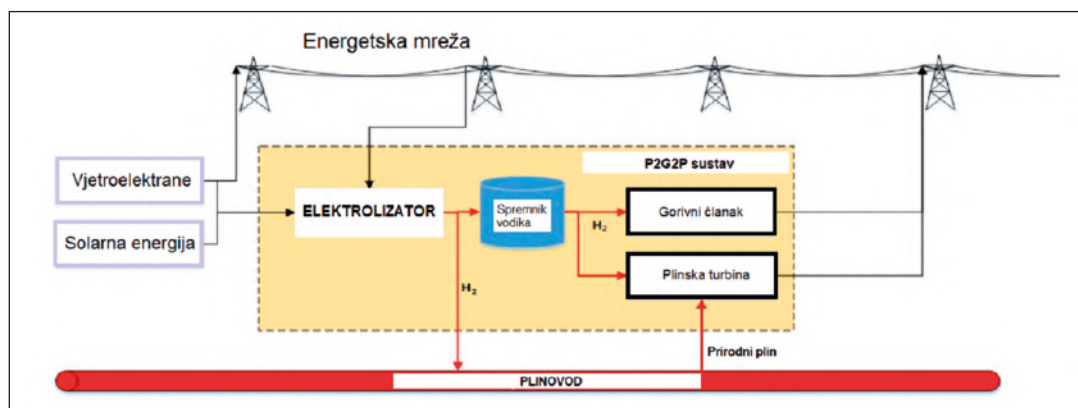 Energetska mreža
P2G2P sustav
Vjetroelektrane
ELEKTROLIZATOR
Spremnik
vodika
H₂
Gorivni članak
Solarna energija
Plinska turbina
H₂
Prirodni plin
PLINOVOD